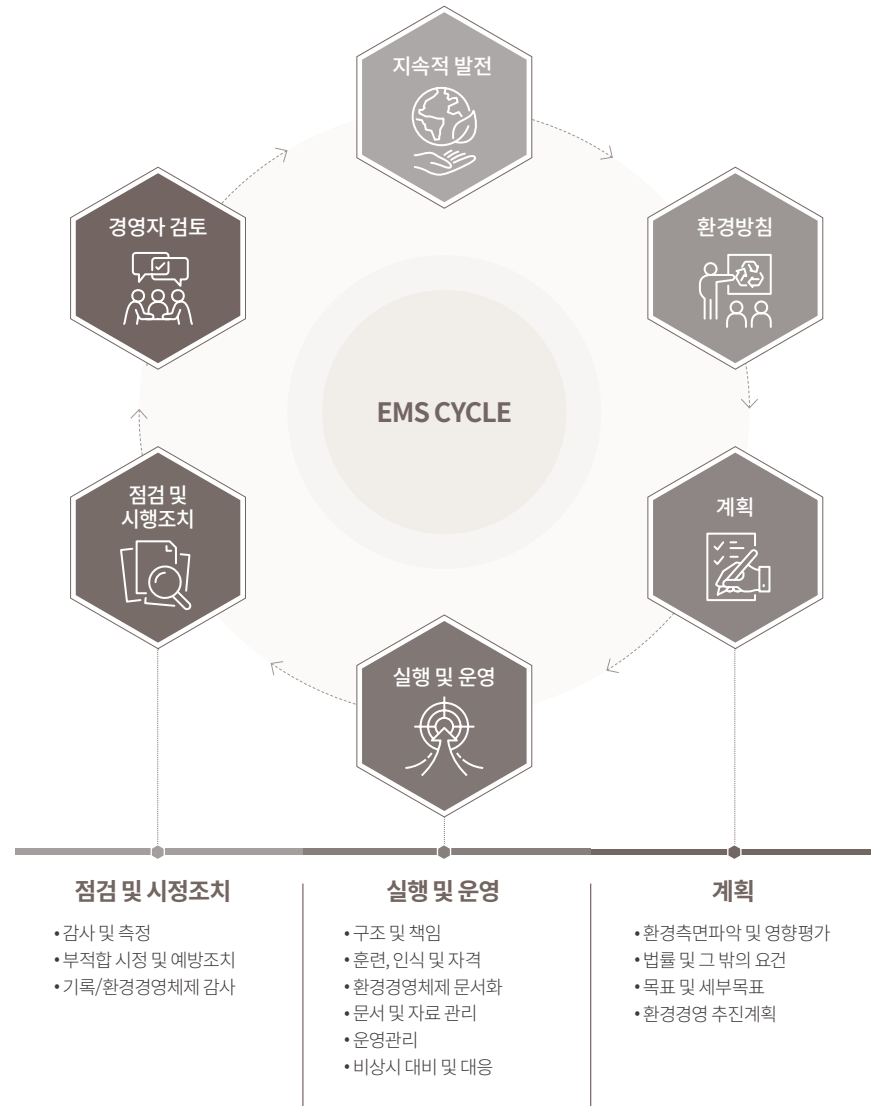 지속적 발전
경영자 검토
환경방침
EMS CYCLE
점검 및
시행조치
계획
실행 및 운영
점검 및 시정조치
• 감사 및 측정
• 부적합 시정 및 예방조치
• 기록/환경경영체제 감사
실행 및 운영
• 구조 및 책임
• 훈련, 인식 및 자격
• 환경경영체제 문서화
• 문서 및 자료 관리
• 운영관리
• 비상시 대비 및 대응
계획
• 환경측면파악 및 영향평가
• 법률 및 그 밖의 요건
• 목표 및 세부목표
• 환경경영 추진계획